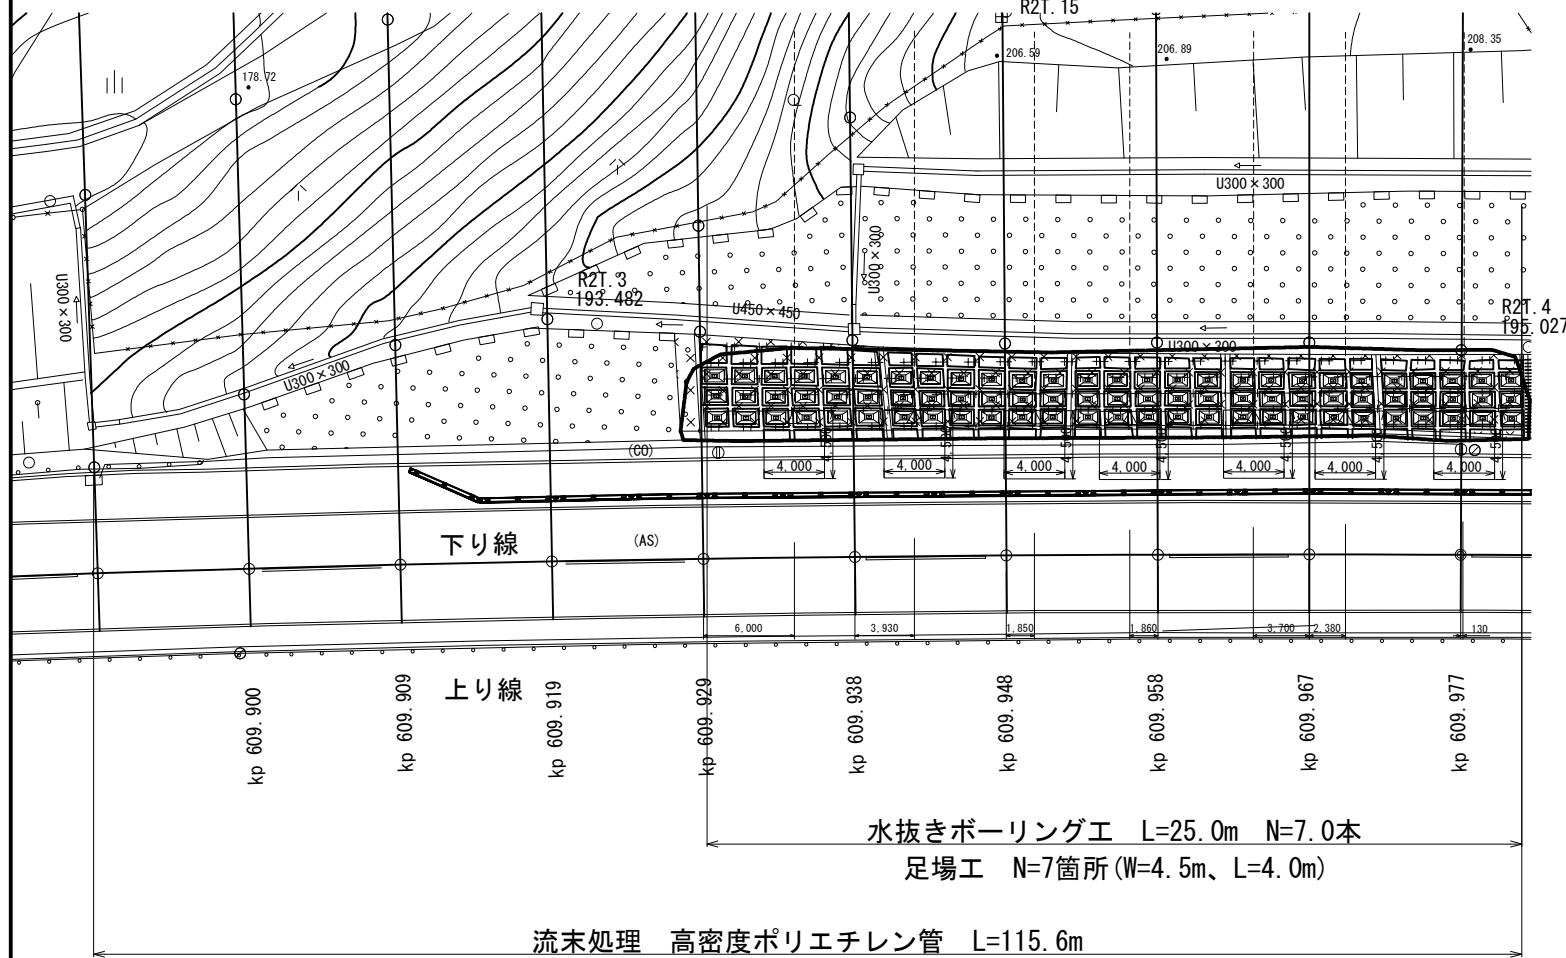 R2T.15
178.72
206.59
206.89
208.35
U300×300
U300×300
U300×300
R2T.3
193.482
U450×450
R2T.4
195.027
U300×300
U300×300
(CO)
4,000
4,000
4,000
4,000
4,000
4,000
4,000
下り線
(AS)
6,000
3,930
1,850
1,860
3,700
2,380
130
上り線
kp 609.900
kp 609.909
kp 609.919
kp 609.929
kp 609.938
kp 609.948
kp 609.958
kp 609.967
kp 609.977
水抜きボーリング工 L=25.0m N=7.0本
足場工 N=7箇所(W=4.5m、L=4.0m)
流末処理 高密度ポリエチレン管 L=115.6m